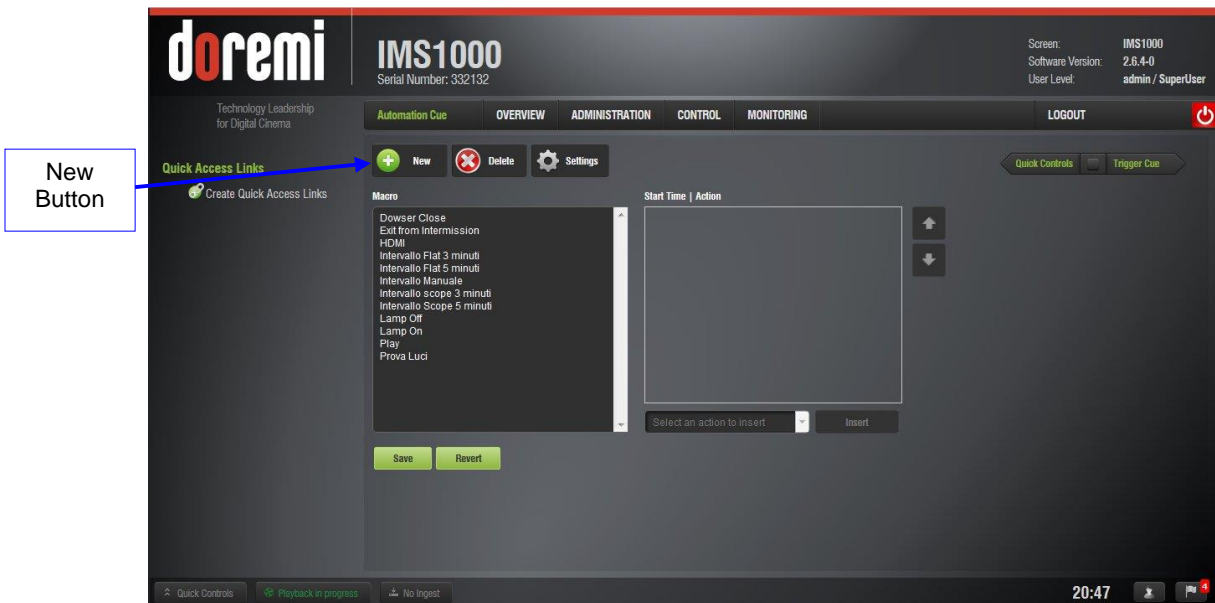 doremi
Technology Leadership
for Digital Cinema
IMS1000
Serial Number: 332132
Screen: IMS1000
Software Version: 2.6.4-0
User Level: admin / SuperUser
Automation Cue OVERVIEW ADMINISTRATION CONTROL MONITORING LOGOUT
New
Button
Quick Access Links
Create Quick Access Links
New Delete Settings
Quick Controls Trigger Cue
Macro
Dowser Close
Exit from Intermission
HDMI
Intervallo Flat 3 minuti
Intervallo Flat 5 minuti
Intervallo Manuale
Intervallo scope 3 minuti
Intervallo Scope 5 minuti
Lamp Off
Lamp On
Play
Prova Luci
Start Time | Action
Select an action to insert Insert
Save Revert
Quick Controls Playback in progress No Ingest 20:47 4